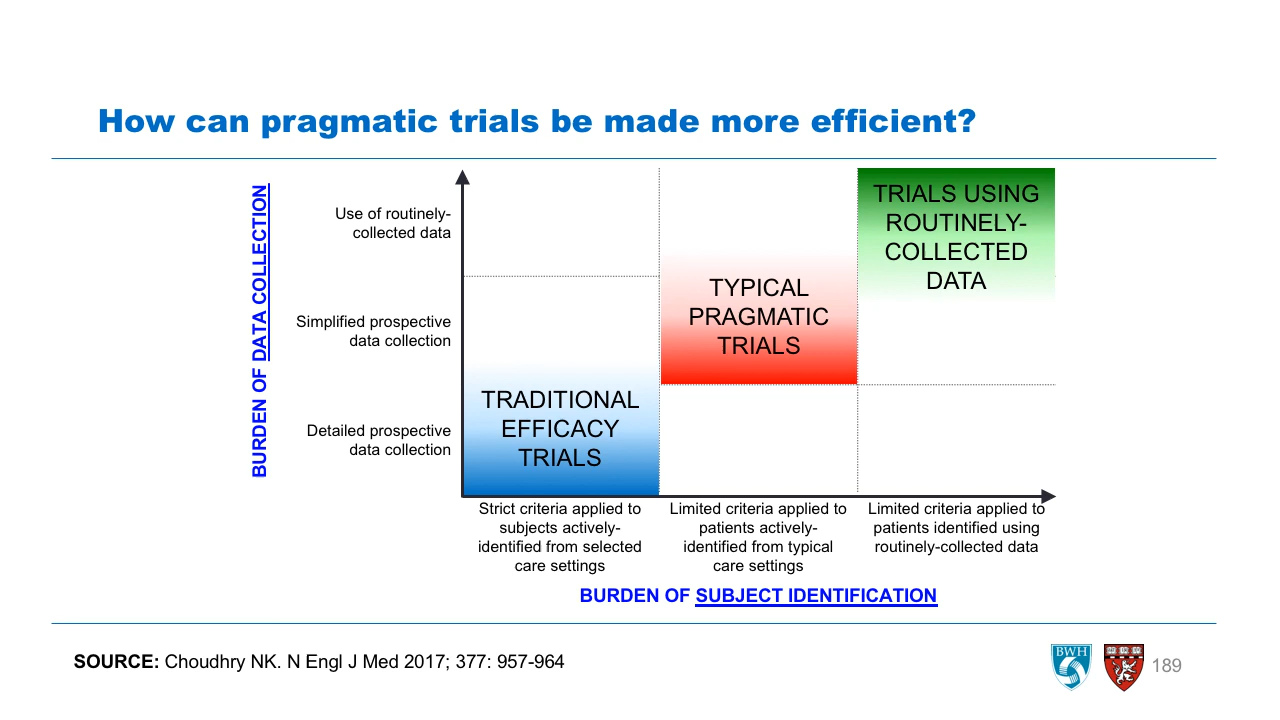 How can pragmatic trials be made more efficient?
BURDEN OF DATA COLLECTION
Use of routinely-
collected data
Simplified prospective
data collection
Detailed prospective
data collection
TRADITIONAL
EFFICACY
TRIALS
TYPICAL
PRAGMATIC
TRIALS
TRIALS USING
ROUTINELY-
COLLECTED
DATA
Strict criteria applied to
subjects actively-
identified from selected
care settings
Limited criteria applied to
patients actively-
identified from typical
care settings
Limited criteria applied to
patients identified using
routinely-collected data
BURDEN OF SUBJECT IDENTIFICATION
SOURCE: Choudhry NK. N Engl J Med 2017; 377: 957-964
BWH
189